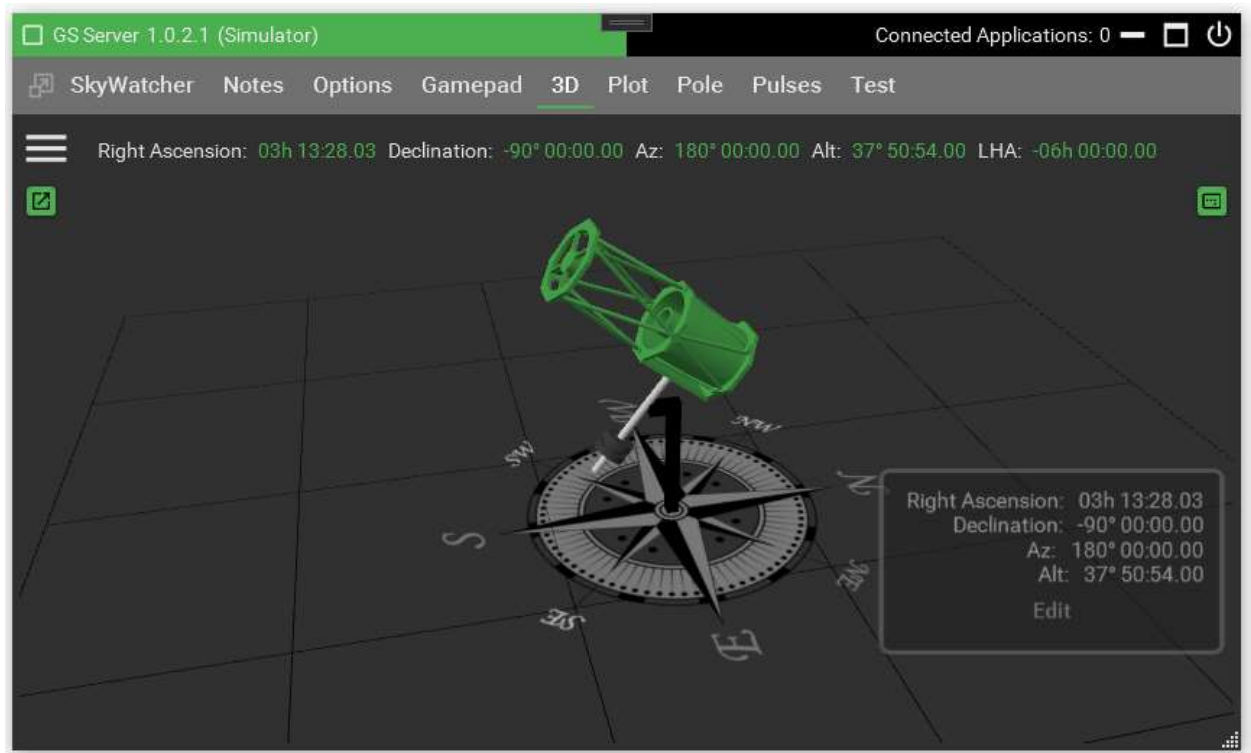 GS Server 1.0.2.1 (Simulator) Connected Applications: 0
SkyWatcher Notes Options Gamepad 3D Plot Pole Pulses Test
Right Ascension: 03h 13:28.03 Declination: -90° 00:00.00 Az: 180° 00:00.00 Alt: 37° 50:54.00 LHA: -06h 00:00.00
W
NW
SW
N
S
NE
SE
E
Right Ascension: 03h 13:28.03
Declination: -90° 00:00.00
Az: 180° 00:00.00
Alt: 37° 50:54.00
Edit